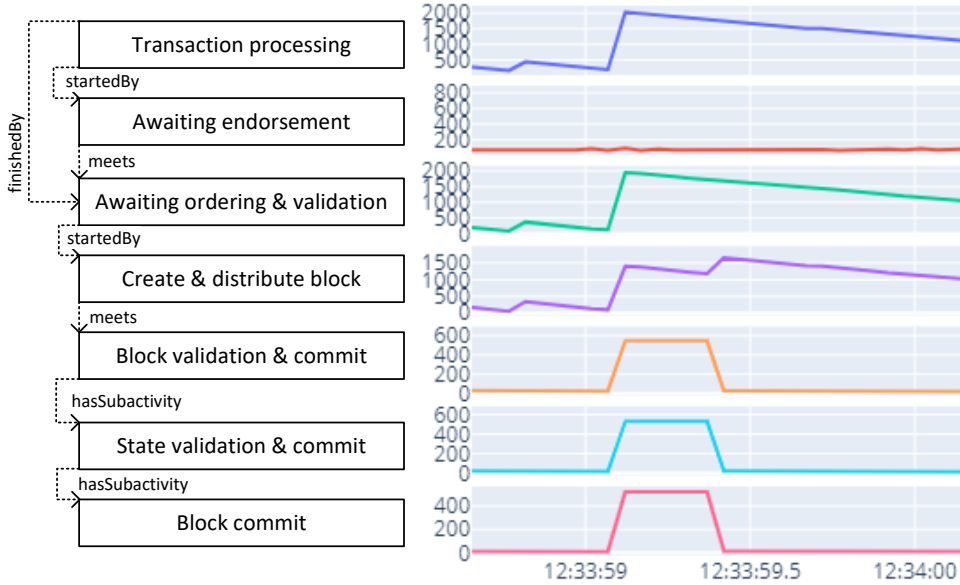 Transaction processing
startedBy
Awaiting endorsement
meets
finishedBy
Awaiting ordering & validation
startedBy
Create & distribute block
meets
Block validation & commit
hasSubactivity
State validation & commit
hasSubactivity
Block commit
2000
1500
1000
500
800
600
400
200
2000
1500
1000
500
0
1500
1000
500
0
600
400
200
0
600
400
200
0
400
200
0
12:33:59 12:33:59.5 12:34:00